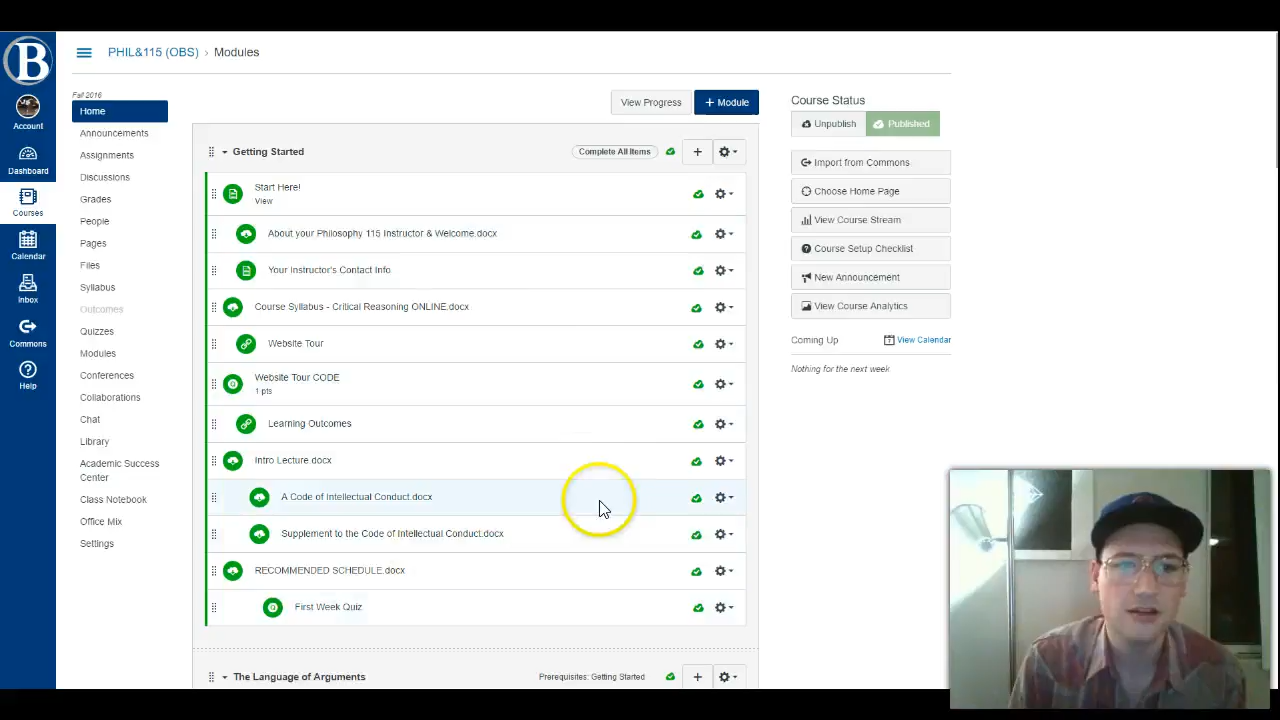 B
PHIL&115 (OBS) › Modules
Account
Dashboard
Courses
Calendar
Inbox
Commons
Help
Fall 2016
Home
Announcements
Assignments
Discussions
Grades
People
Pages
Files
Syllabus
Outcomes
Quizzes
Modules
Conferences
Collaborations
Chat
Library
Academic Success
Center
Class Notebook
Office Mix
Settings
View Progress
+ Module
Getting Started
Complete All Items
Start Here!
View
About your Philosophy 115 Instructor & Welcome.docx
Your Instructor's Contact Info
Course Syllabus - Critical Reasoning ONLINE.docx
Website Tour
Website Tour CODE
1 pts
Learning Outcomes
Intro Lecture.docx
A Code of Intellectual Conduct.docx
Supplement to the Code of Intellectual Conduct.docx
RECOMMENDED SCHEDULE.docx
First Week Quiz
The Language of Arguments
Prerequisites: Getting Started
Course Status
Unpublish
Published
Import from Commons
Choose Home Page
View Course Stream
Course Setup Checklist
New Announcement
View Course Analytics
Coming Up
View Calendar
Nothing for the next week